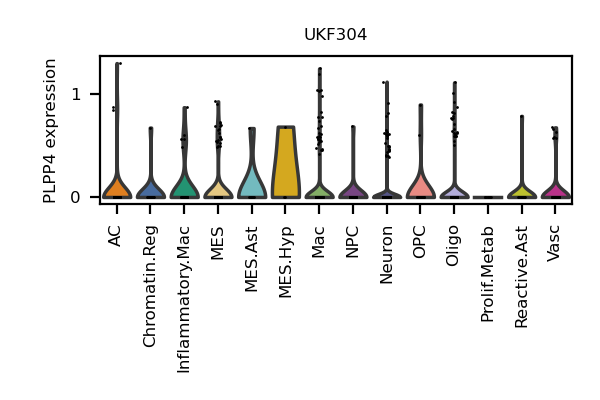 UKF304
PLPP4 expression
1
0
AC
Chromatin.Reg
Inflammatory.Mac
MES
MES.Ast
MES.Hyp
Mac
NPC
Neuron
OPC
Oligo
Prolif.Metab
Reactive.Ast
Vasc